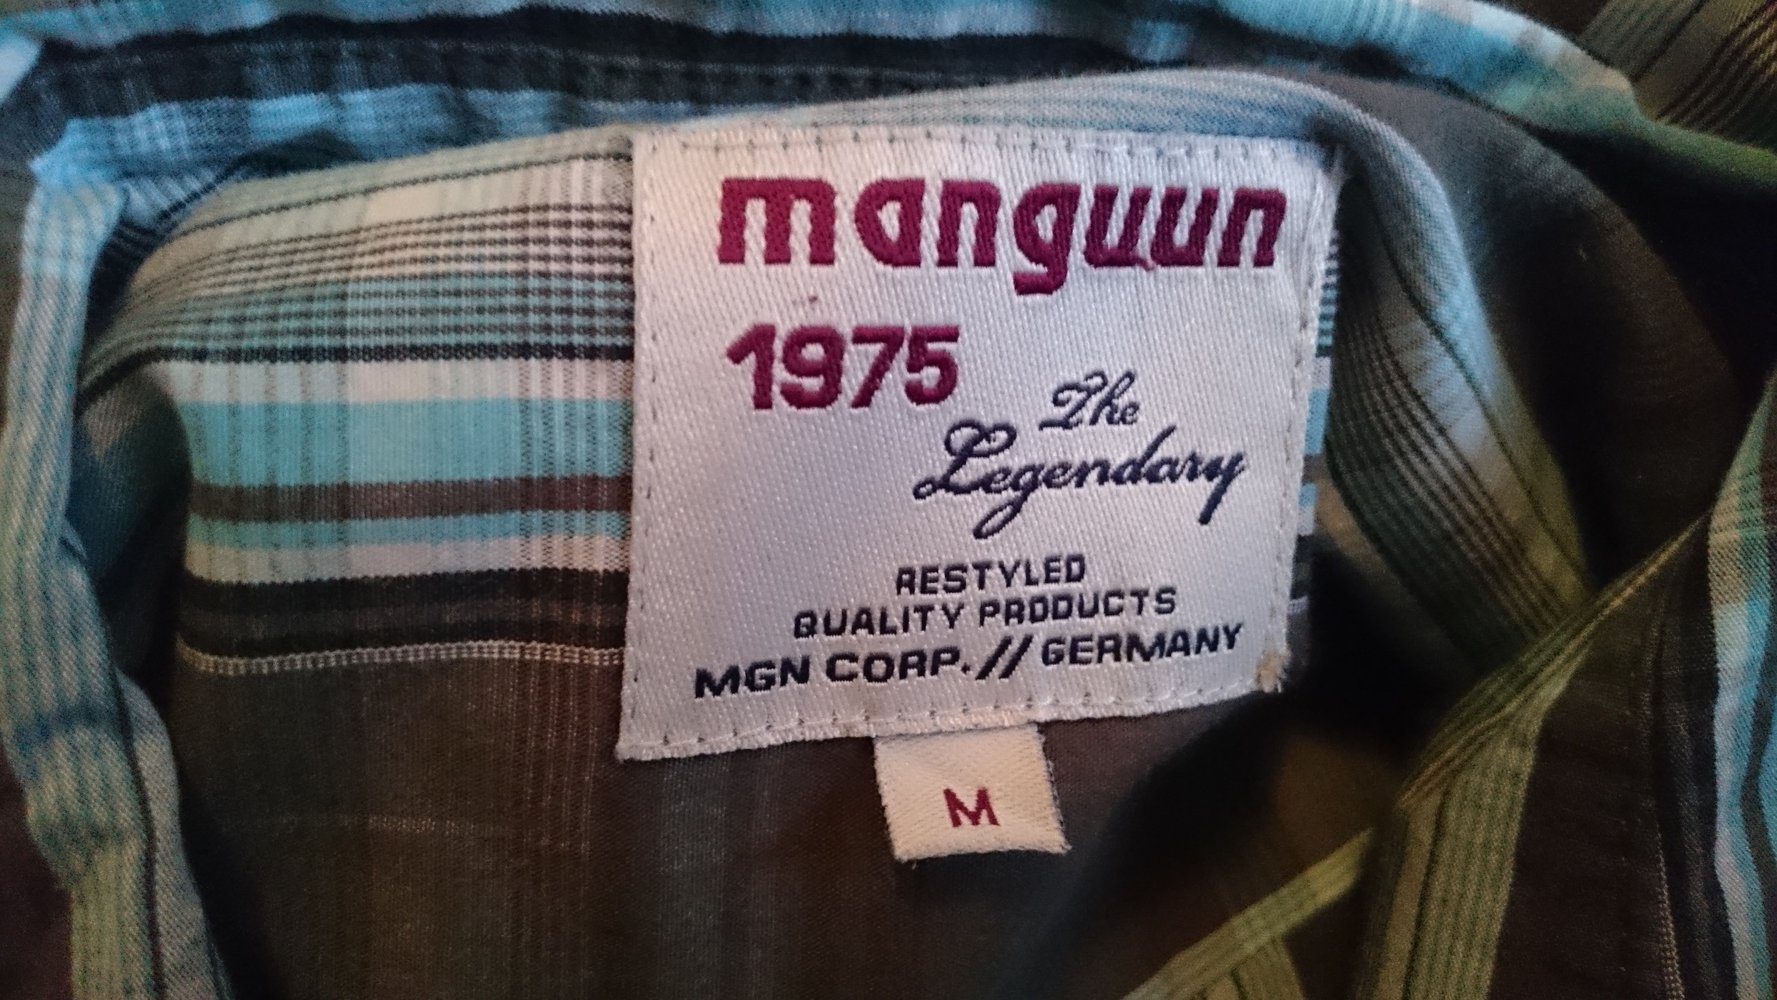 manguun
1975
The
Legendary
RESTYLED
QUALITY PRODUCTS
MGN CORP.// GERMANY
M